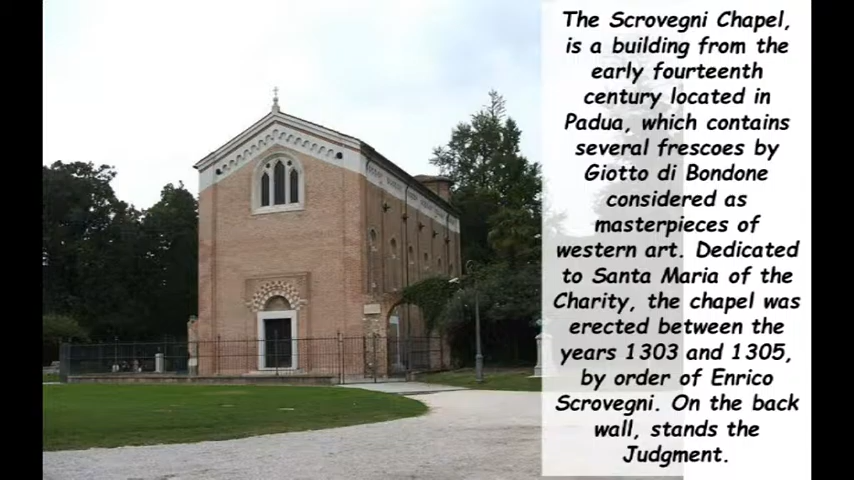 The Scrovegni Chapel,
is a building from the
early fourteenth
century located in
Padua, which contains
several frescoes by
Giotto di Bondone
considered as
masterpieces of
western art. Dedicated
to Santa Maria of the
Charity, the chapel was
erected between the
years 1303 and 1305,
by order of Enrico
Scrovegni. On the back
wall, stands the
Judgment.